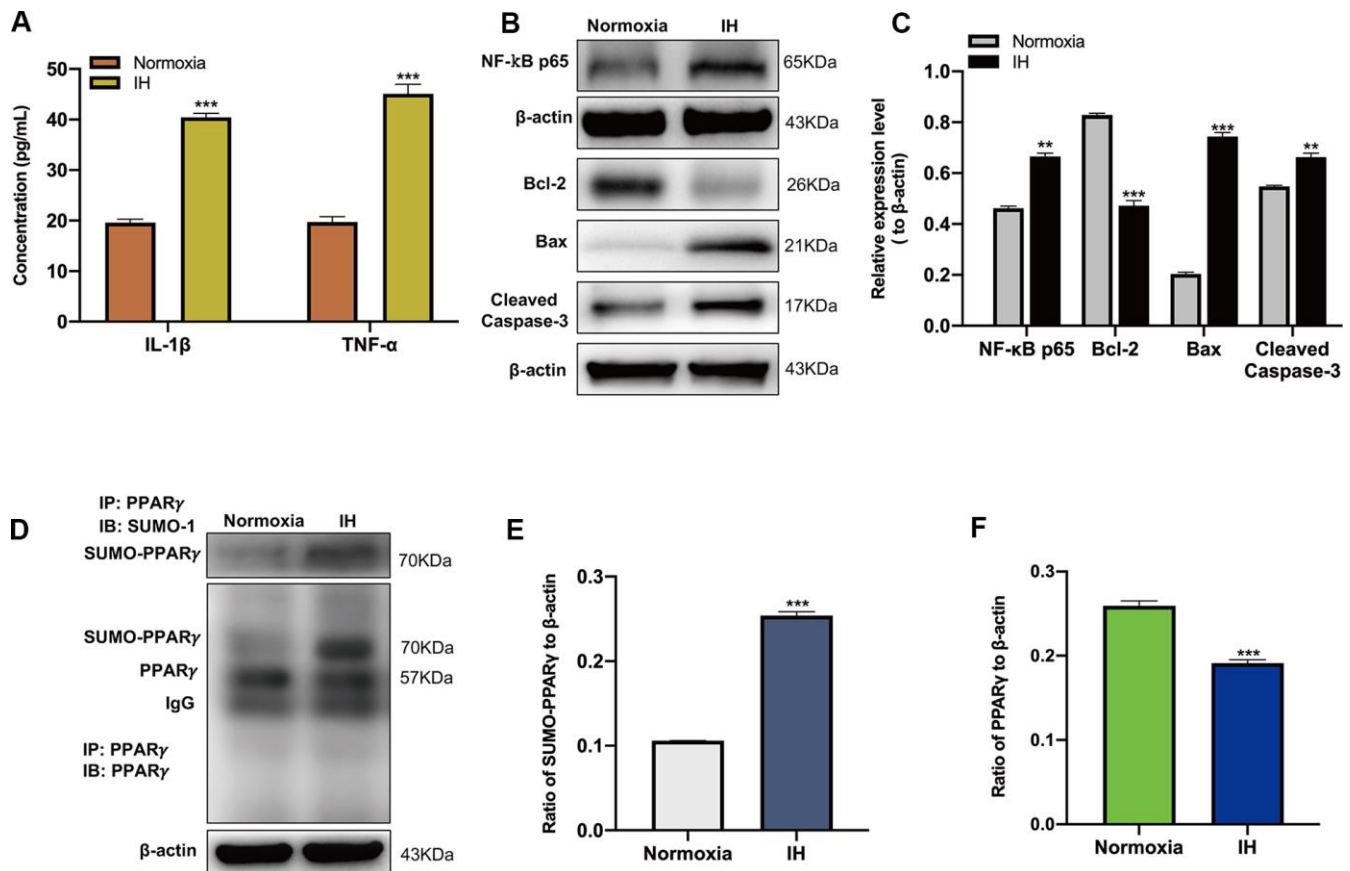 A
Normoxia
IH
Concentration (pg/mL)
50
40
30
20
10
0
***
***
IL-1β
TNF-α
B
Normoxia
IH
NF-kB p65
65KDa
β-actin
43KDa
Bcl-2
26KDa
Bax
21KDa
Cleaved
Caspase-3
17KDa
β-actin
43KDa
C
Normoxia
IH
Relative expression level
( to β-actin)
1.0
0.8
0.6
0.4
0.2
0.0
**
***
***
**
NF-κB p65
Bcl-2
Bax
Cleaved
Caspase-3
D
IP: PPARγ
IB: SUMO-1
Normoxia
IH
SUMO-PPARγ
70KDa
SUMO-PPARγ
70KDa
PPARγ
57KDa
IgG
IP: PPARγ
IB: PPARγ
β-actin
43KDa
E
Ratio of SUMO-PPARγ to β-actin
0.3
0.2
0.1
0.0
***
Normoxia
IH
F
Ratio of PPARγ to β-actin
0.3
0.2
0.1
0.0
***
Normoxia
IH